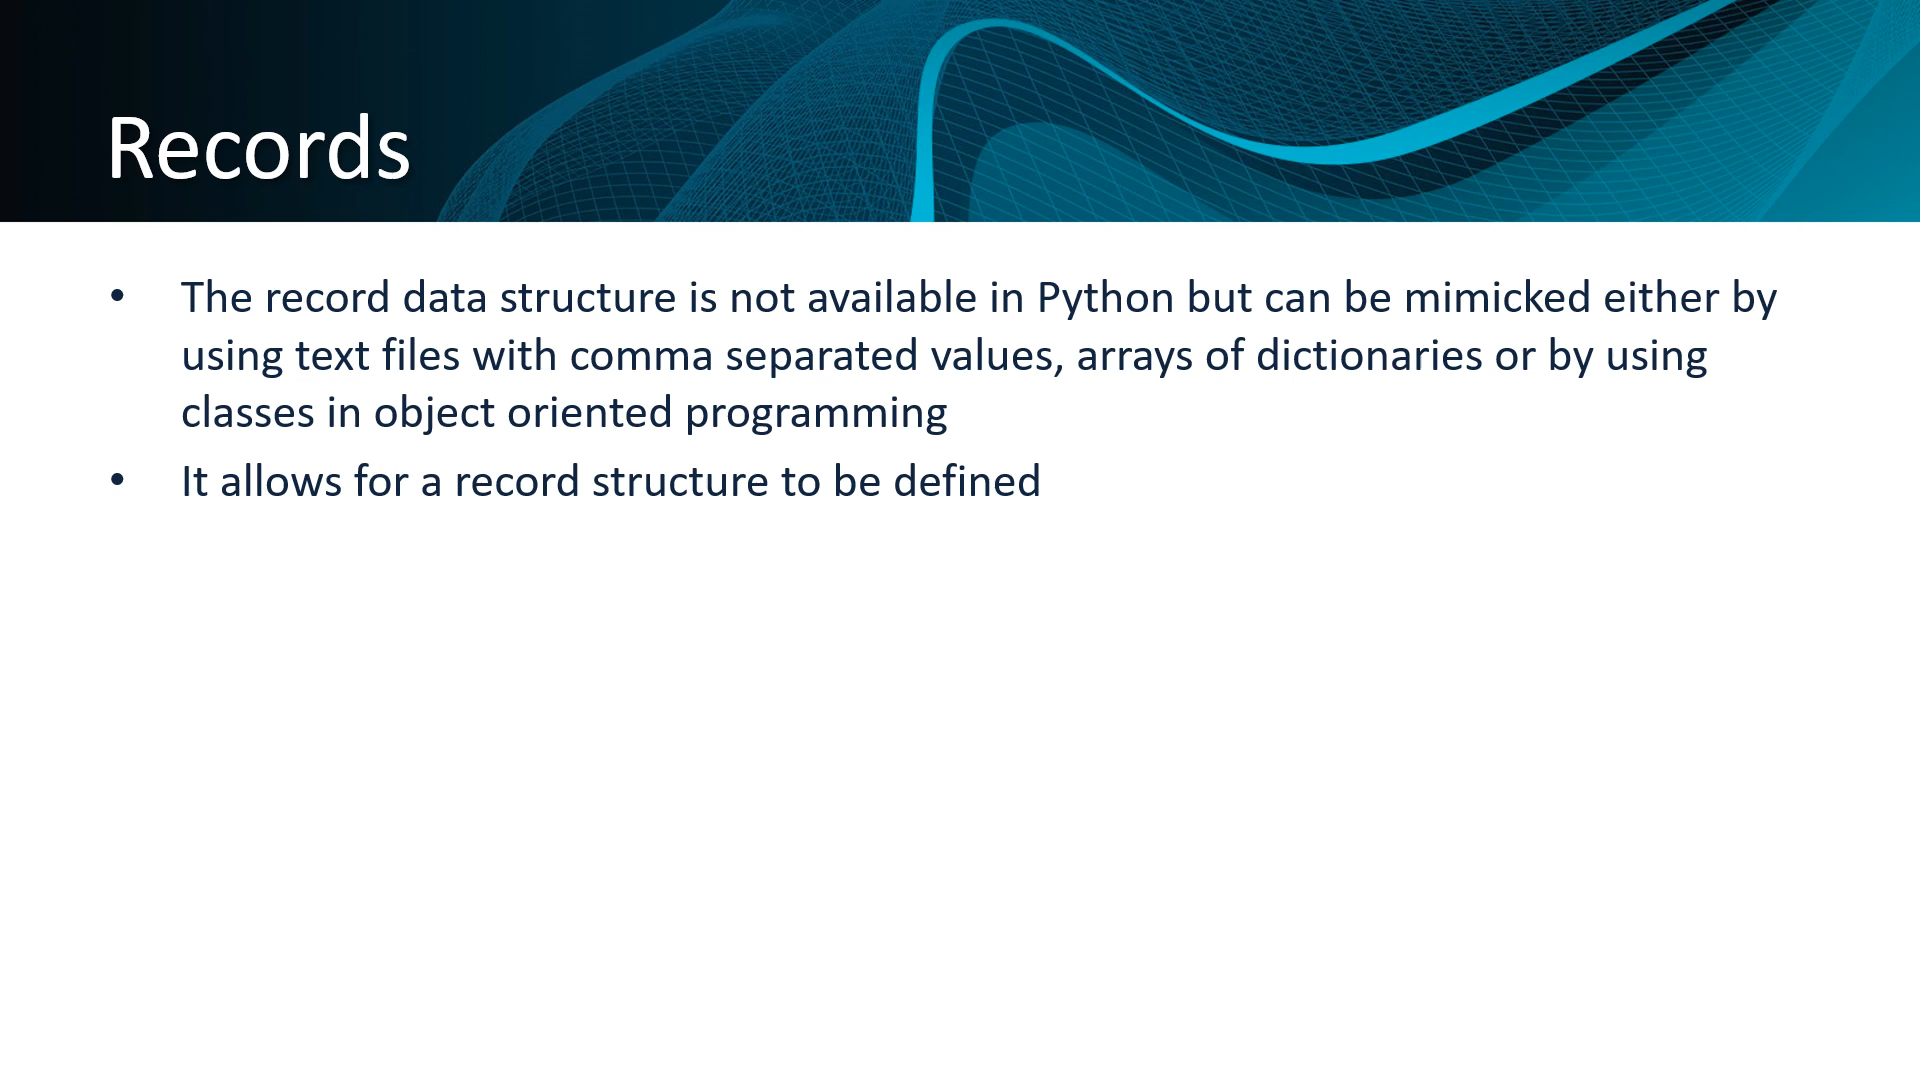 Records
• The record data structure is not available in Python but can be mimicked either by
using text files with comma separated values, arrays of dictionaries or by using
classes in object oriented programming
• It allows for a record structure to be defined